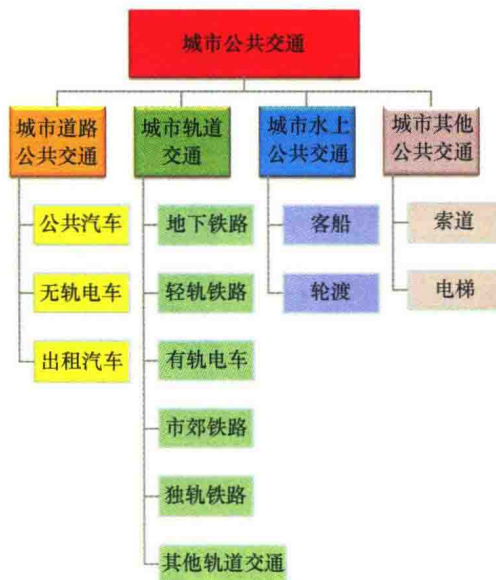 城市公共交通
城市道路
公共交通
城市轨道
交通
城市水上
公共交通
城市其他
公共交通
公共汽车
无轨电车
出租汽车
地下铁路
轻轨铁路
有轨电车
市郊铁路
独轨铁路
其他轨道交通
客船
轮渡
索道
电梯